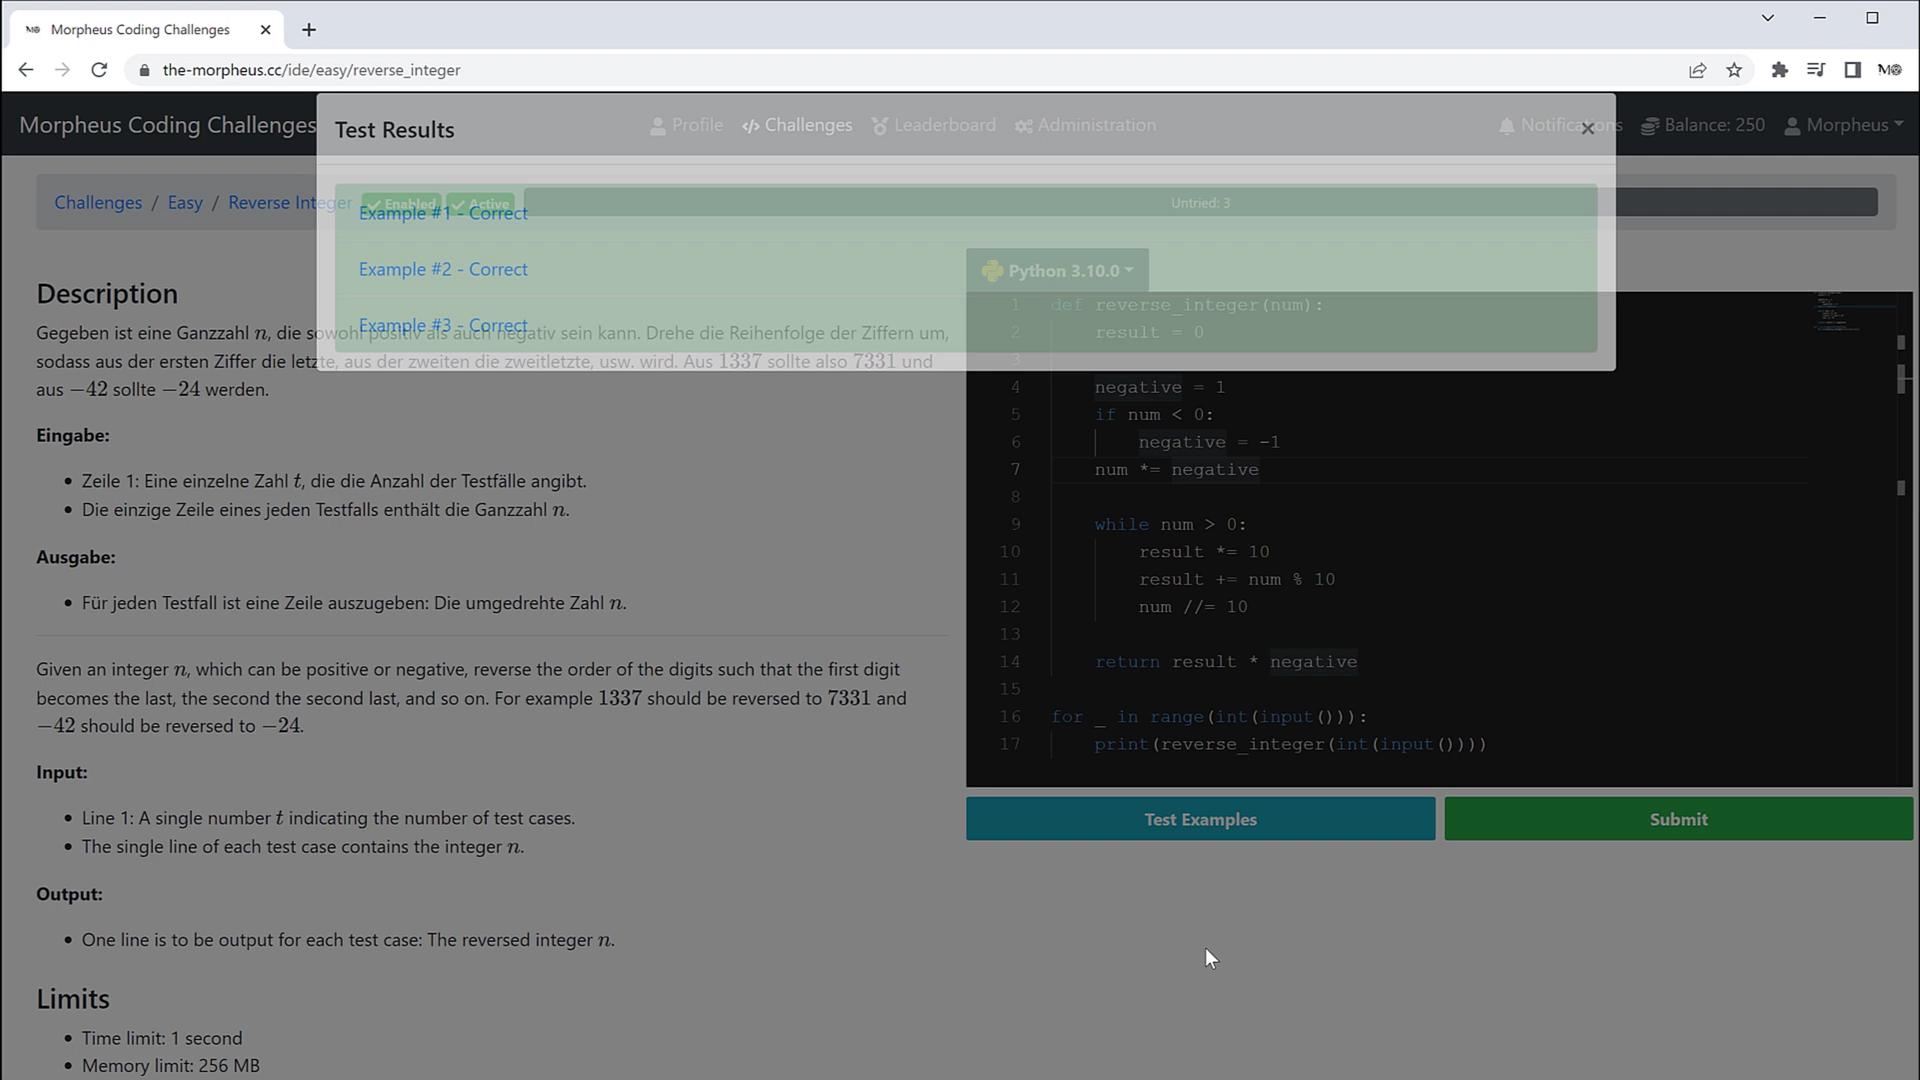 Morpheus Coding Challenges
the-morpheus.cc/ide/easy/reverse_integer
Morpheus Coding Challenges
Profile
Challenges
Leaderboard
Administration
Notifications
Balance: 250
Morpheus
Test Results
Challenges / Easy / Reverse Integer
Enabled
Active
Untried: 3
Example #1 - Correct
Example #2 - Correct
Example #3 - Correct
Description
Gegeben ist eine Ganzzahl n, die sowohl positiv als auch negativ sein kann. Drehe die Reihenfolge der Ziffern um,
sodass aus der ersten Ziffer die letzte, aus der zweiten die zweitletzte, usw. wird. Aus 1337 sollte also 7331 und
aus −42 sollte −24 werden.
Eingabe:
Zeile 1: Eine einzelne Zahl t, die die Anzahl der Testfälle angibt.
Die einzige Zeile eines jeden Testfalls enthält die Ganzzahl n.
Ausgabe:
Für jeden Testfall ist eine Zeile auszugeben: Die umgedrehte Zahl n.
Given an integer n, which can be positive or negative, reverse the order of the digits such that the first digit
becomes the last, the second the second last, and so on. For example 1337 should be reversed to 7331 and
−42 should be reversed to −24.
Input:
Line 1: A single number t indicating the number of test cases.
The single line of each test case contains the integer n.
Output:
One line is to be output for each test case: The reversed integer n.
Limits
Time limit: 1 second
Memory limit: 256 MB
Python 3.10.0
1 def reverse_integer(num):
2 result = 0
3
4 negative = 1
5 if num < 0:
6 negative = -1
7 num *= negative
8
9 while num > 0:
10 result *= 10
11 result += num % 10
12 num //= 10
13
14 return result * negative
15
16 for _ in range(int(input())):
17 print(reverse_integer(int(input())))
Test Examples
Submit